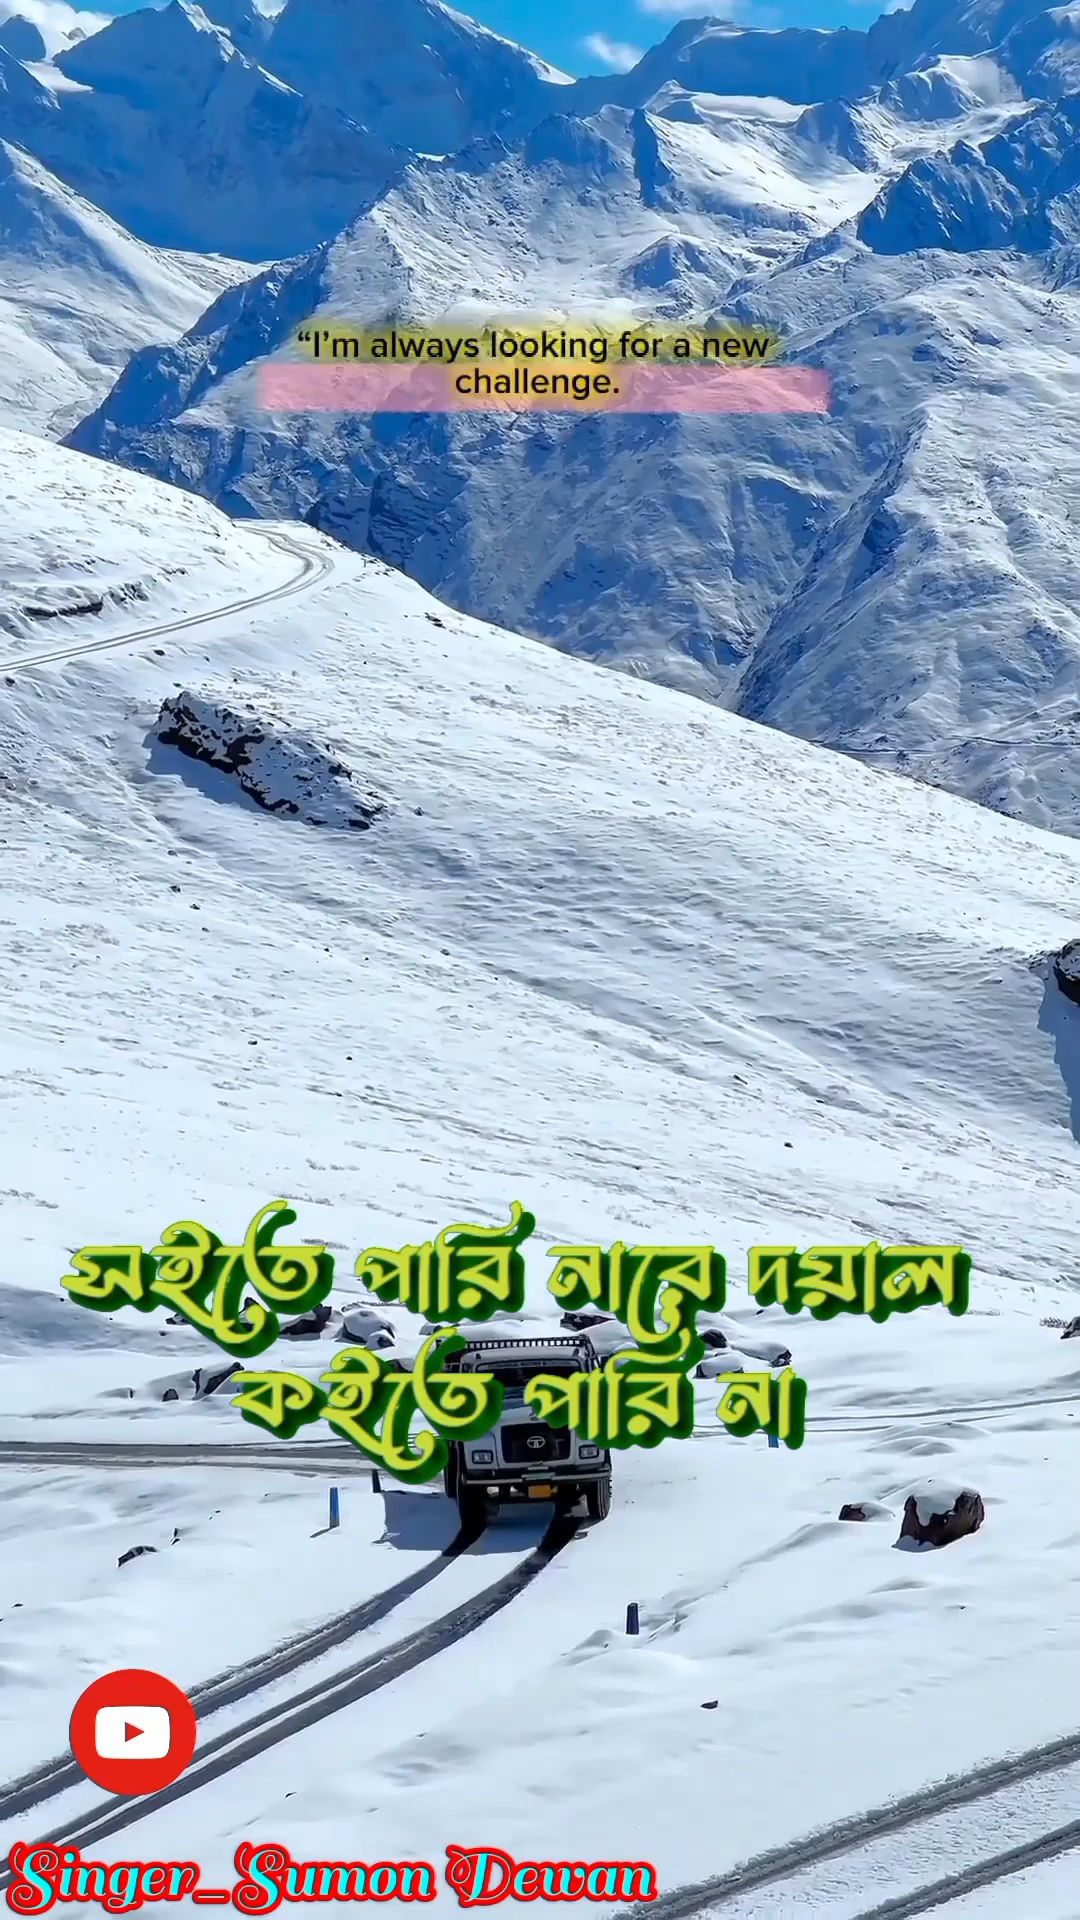 “I’m always looking for a new
challenge.
সইতে পারি নারে দয়াল
কইতে পারি না
Singer_Sumon Dewan